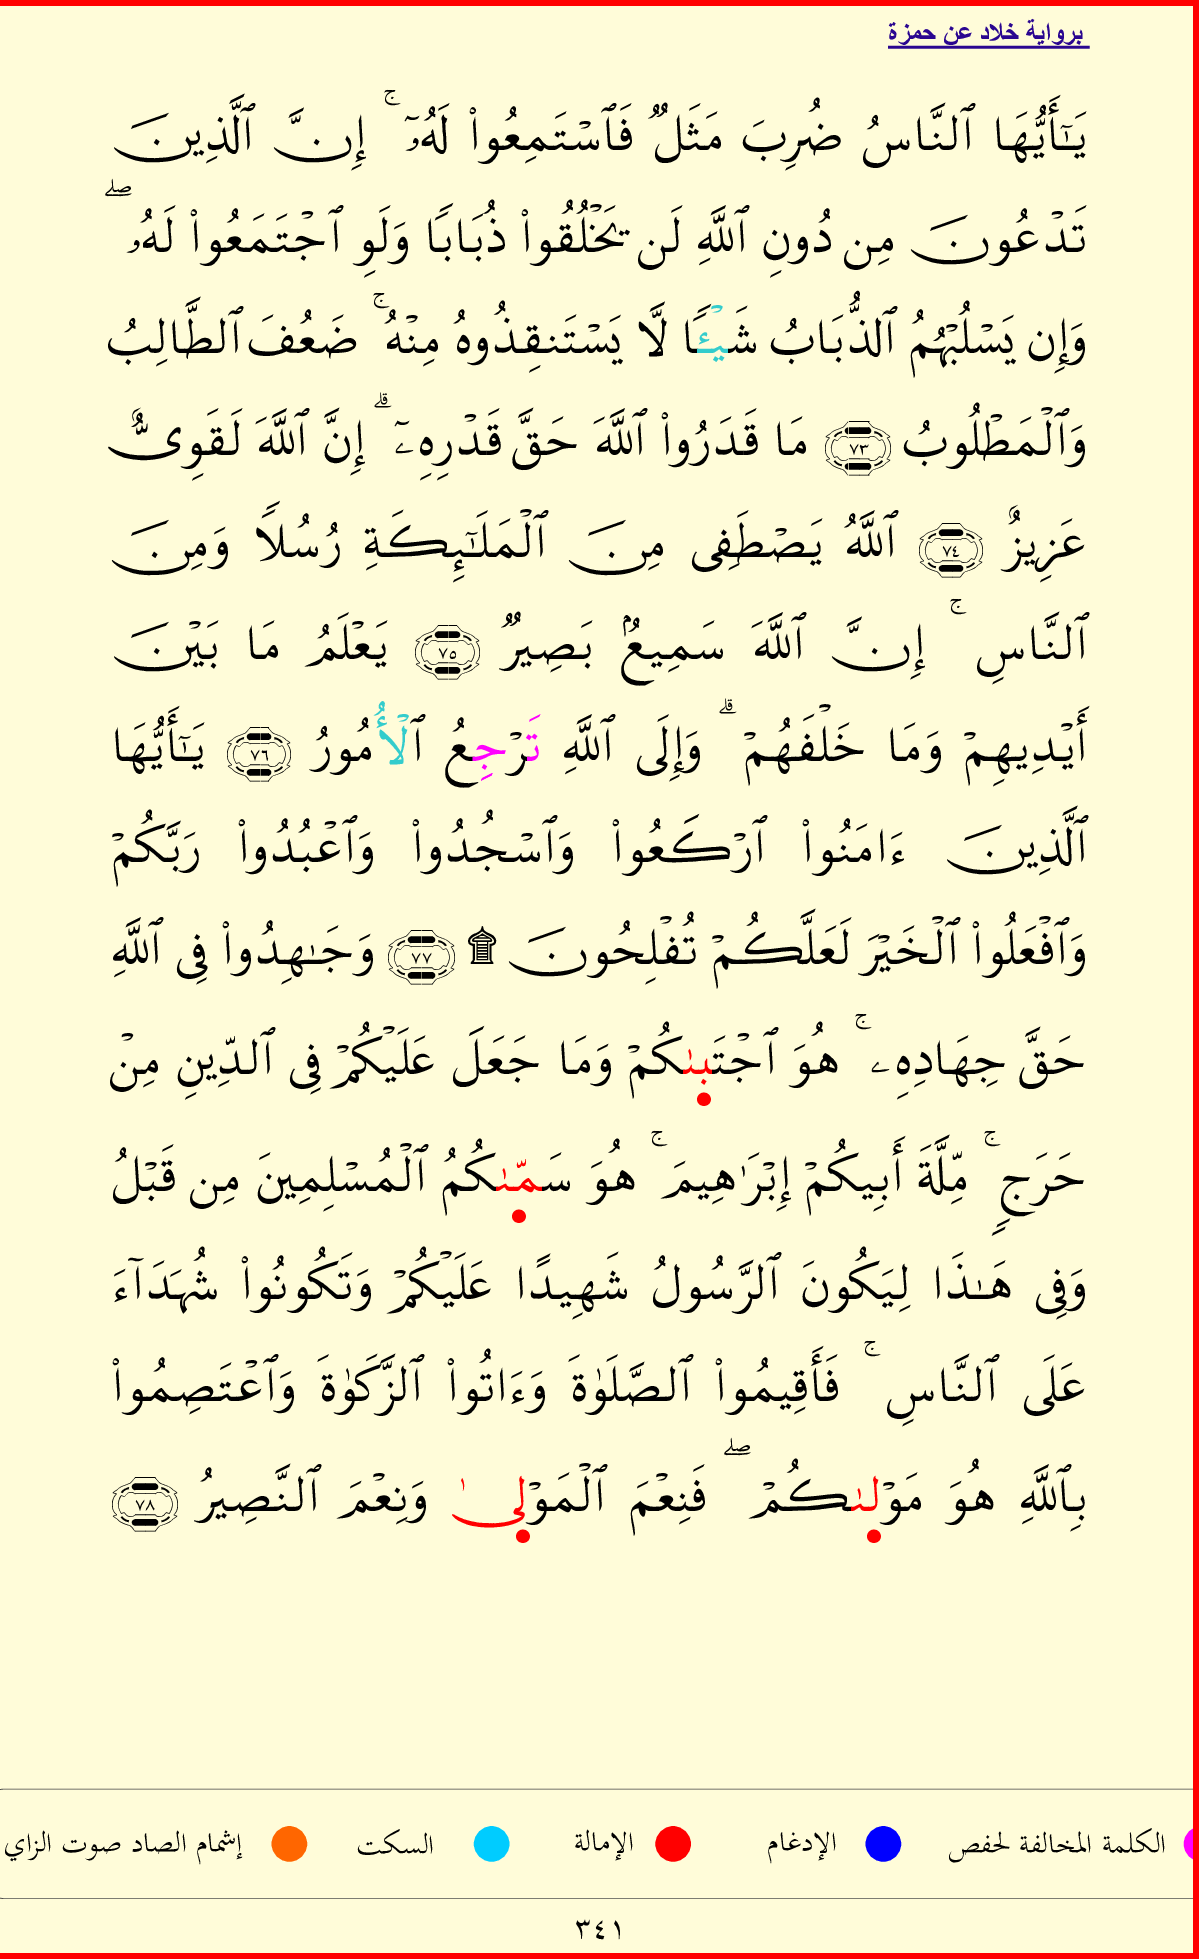 برواية خلاد عن حمزة
يَـٰٓأَيُّهَا ٱلنَّاسُ ضُرِبَ مَثَلٌ فَٱسْتَمِعُوا۟ لَهُۥٓ ۚ إِنَّ ٱلَّذِينَ
تَدْعُونَ مِن دُونِ ٱللَّهِ لَن يَخْلُقُوا۟ ذُبَابًا وَلَوِ ٱجْتَمَعُوا۟ لَهُۥ ۖ
وَإِن يَسْلُبْهُمُ ٱلذُّبَابُ شَيْـًٔا لَّا يَسْتَنقِذُوهُ مِنْهُ ۚ ضَعُفَ ٱلطَّالِبُ
وَٱلْمَطْلُوبُ ٧٣ مَا قَدَرُوا۟ ٱللَّهَ حَقَّ قَدْرِهِۦٓ ۗ إِنَّ ٱللَّهَ لَقَوِىٌّ
عَزِيزٌ ٧٤ ٱللَّهُ يَصْطَفِى مِنَ ٱلْمَلَـٰٓئِكَةِ رُسُلًا وَمِنَ
ٱلنَّاسِ ۚ إِنَّ ٱللَّهَ سَمِيعٌۢ بَصِيرٌ ٧٥ يَعْلَمُ مَا بَيْنَ
أَيْدِيهِمْ وَمَا خَلْفَهُمْ ۗ وَإِلَى ٱللَّهِ تَرْجِعُ ٱلْأُمُورُ ٧٦ يَـٰٓأَيُّهَا
ٱلَّذِينَ ءَامَنُوا۟ ٱرْكَعُوا۟ وَٱسْجُدُوا۟ وَٱعْبُدُوا۟ رَبَّكُمْ
وَٱفْعَلُوا۟ ٱلْخَيْرَ لَعَلَّكُمْ تُفْلِحُونَ ۩ ٧٧ وَجَـٰهِدُوا۟ فِى ٱللَّهِ
حَقَّ جِهَادِهِۦ ۚ هُوَ ٱجْتَبىٰكُمْ وَمَا جَعَلَ عَلَيْكُمْ فِى ٱلدِّينِ مِنْ
حَرَجٍ ۚ مِّلَّةَ أَبِيكُمْ إِبْرَٰهِيمَ ۚ هُوَ سَمّىٰكُمُ ٱلْمُسْلِمِينَ مِن قَبْلُ
وَفِى هَـٰذَا لِيَكُونَ ٱلرَّسُولُ شَهِيدًا عَلَيْكُمْ وَتَكُونُوا۟ شُهَدَآءَ
عَلَى ٱلنَّاسِ ۚ فَأَقِيمُوا۟ ٱلصَّلَوٰةَ وَءَاتُوا۟ ٱلزَّكَوٰةَ وَٱعْتَصِمُوا۟
بِٱللَّهِ هُوَ مَوْلىٰكُمْ ۖ فَنِعْمَ ٱلْمَوْلىٰ وَنِعْمَ ٱلنَّصِيرُ ٧٨
الكلمة المخالفة لحفص الإدغام الإمالة السكت إشمام الصاد صوت الزاي
٣٤١